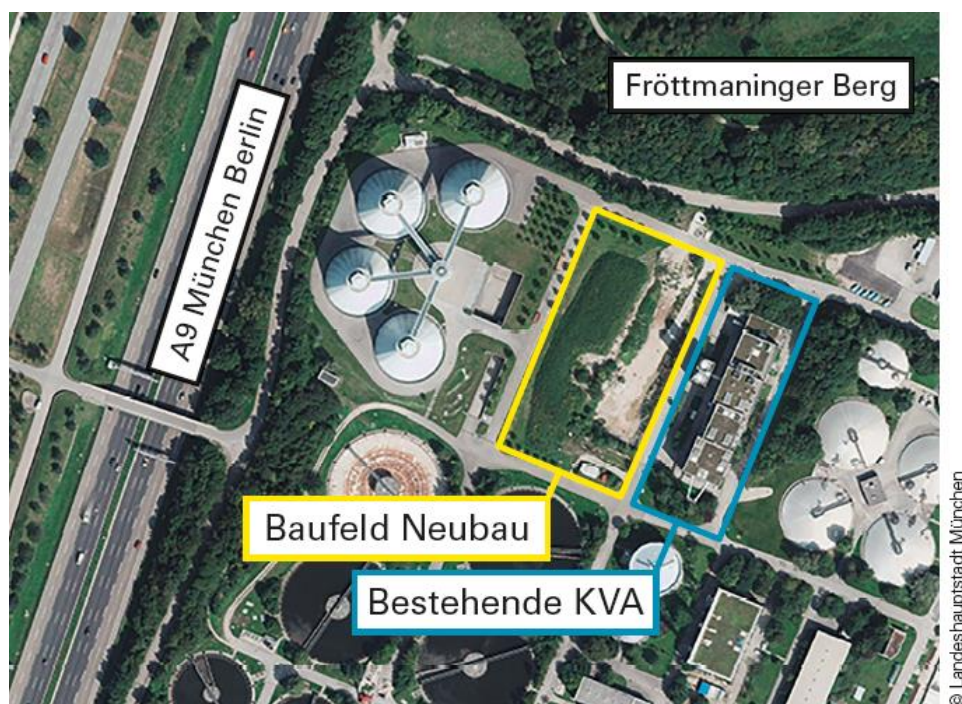 Fröttmaninger Berg
A9 München Berlin
Baufeld Neubau
Bestehende KVA
© Landeshauptstadt München